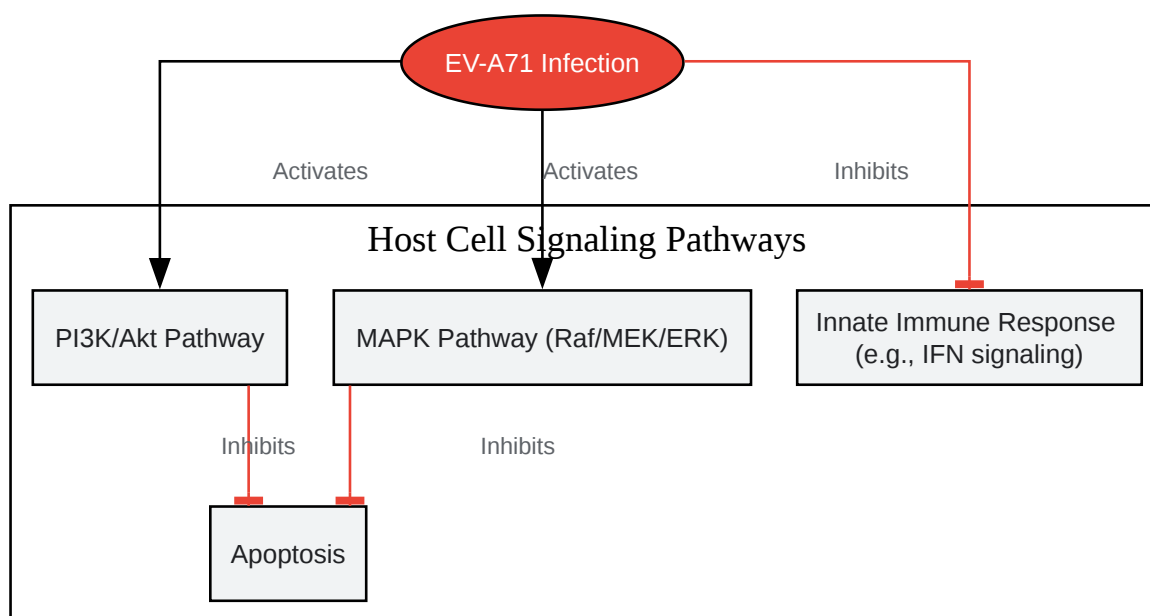 EV-A71 Infection
Activates
Activates
Inhibits
Host Cell Signaling Pathways
PI3K/Akt Pathway
MAPK Pathway (Raf/MEK/ERK)
Innate Immune Response
(e.g., IFN signaling)
Inhibits
Inhibits
Apoptosis